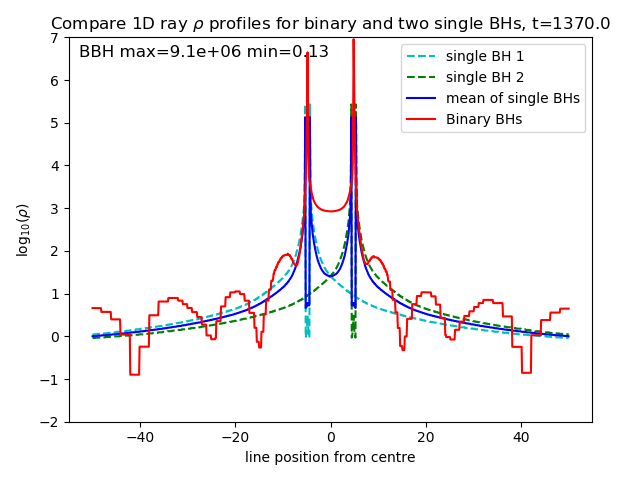 Compare 1D ray ρ profiles for binary and two single BHs, t=1370.0
BBH max=9.1e+06 min=0.13
single BH 1
single BH 2
mean of single BHs
Binary BHs
7
6
5
4
3
2
1
0
−1
−2
log₁₀(ρ)
−40
−20
0
20
40
line position from centre